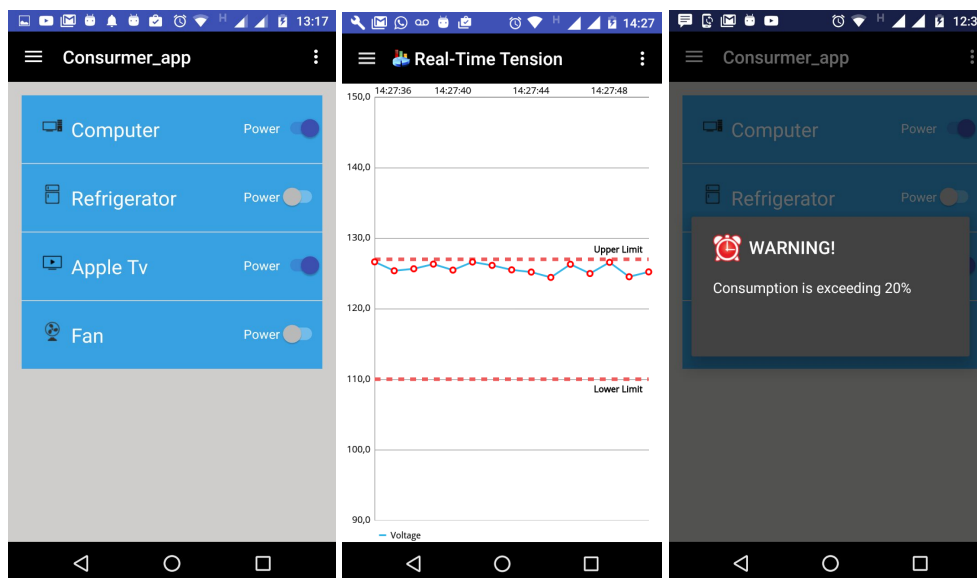 H 13:17
Consurmer_app
Computer Power
Refrigerator Power
Apple Tv Power
Fan Power
H 14:27
Real-Time Tension
14:27:36 14:27:40 14:27:44 14:27:48
150,0
140,0
130,0
Upper Limit
120,0
110,0
Lower Limit
100,0
90,0
Voltage
H 12:3
Consurmer_app
Computer Power
Refrigerator Power
WARNING!
Consumption is exceeding 20%